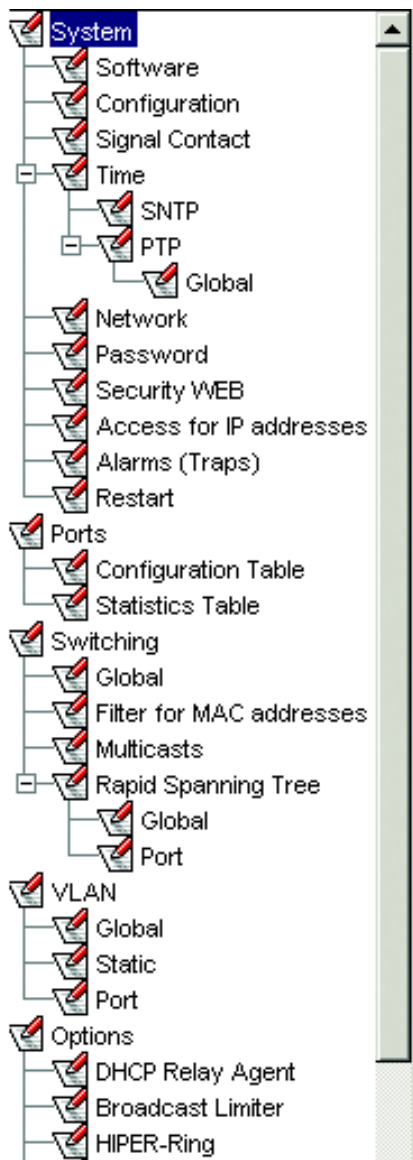 System
Software
Configuration
Signal Contact
Time
SNTP
PTP
Global
Network
Password
Security WEB
Access for IP addresses
Alarms (Traps)
Restart
Ports
Configuration Table
Statistics Table
Switching
Global
Filter for MAC addresses
Multicasts
Rapid Spanning Tree
Global
Port
VLAN
Global
Static
Port
Options
DHCP Relay Agent
Broadcast Limiter
HIPER-Ring